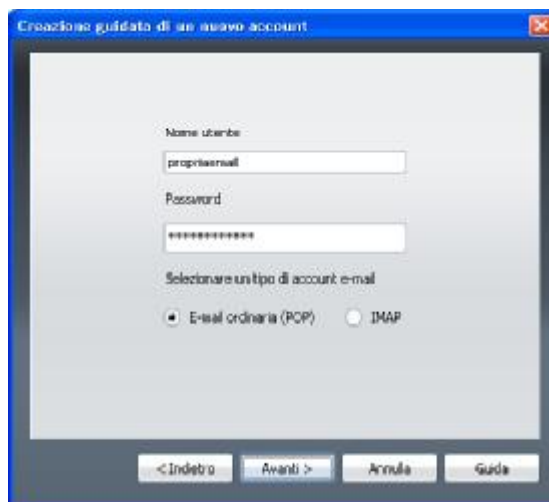 Creazione guidata di un nuovo account
Nome utente
propriaemail
Password
************
Selezionare un tipo di account e-mail
E-mail ordinaria (POP) IMAP
< Indietro Avanti > Annulla Guida